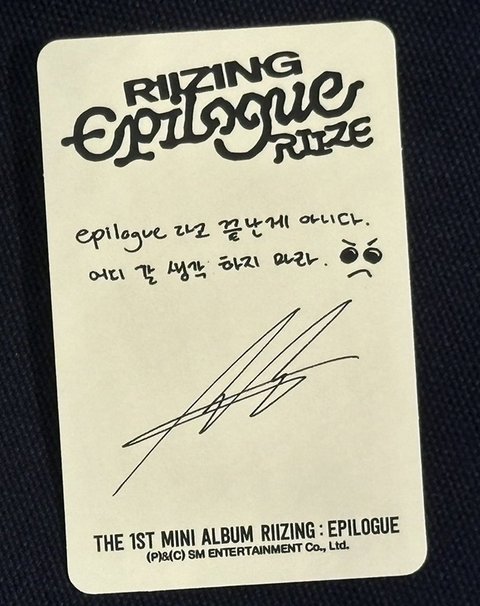 RIIZING
Epilogue
RIIZE
epilogue 라고 끝난게 아니다.
어디 갈 생각 하지 마라.
THE 1ST MINI ALBUM RIIZING : EPILOGUE
(P)&(C) SM ENTERTAINMENT Co., Ltd.